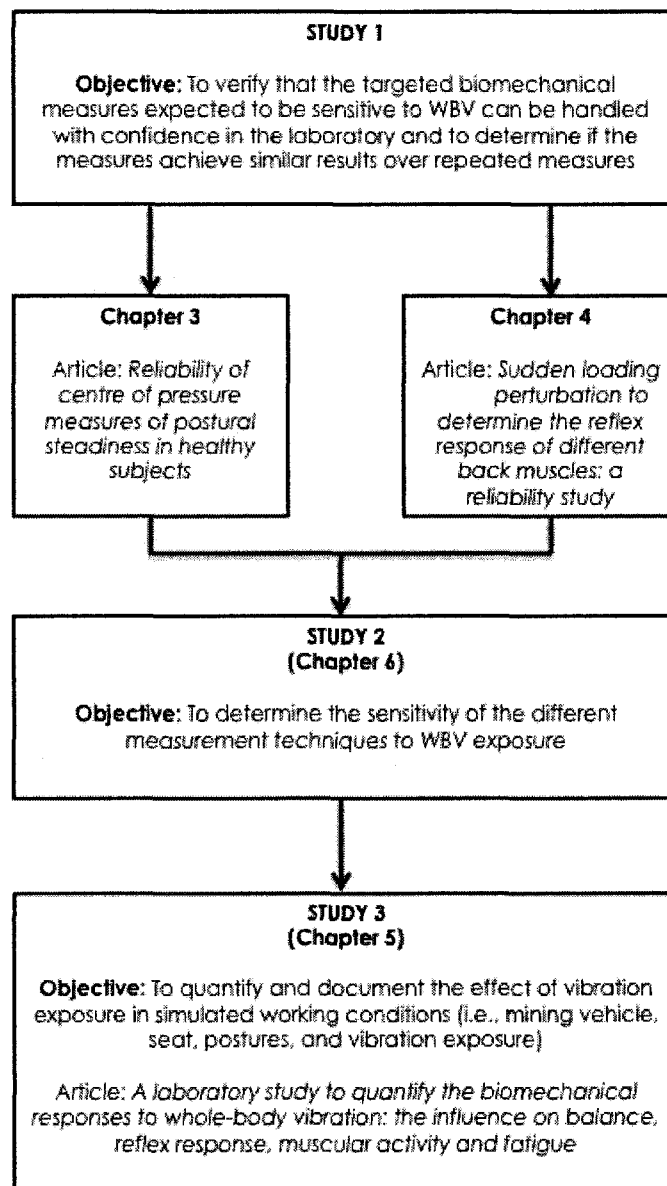 STUDY 1
Objective: To verify that the targeted biomechanical
measures expected to be sensitive to WBV can be handled
with confidence in the laboratory and to determine if the
measures achieve similar results over repeated measures
Chapter 3
Article: Reliability of
centre of pressure
measures of postural
steadiness in healthy
subjects
Chapter 4
Article: Sudden loading
perturbation to
determine the reflex
response of different
back muscles: a
reliability study
STUDY 2
(Chapter 6)
Objective: To determine the sensitivity of the different
measurement techniques to WBV exposure
STUDY 3
(Chapter 5)
Objective: To quantify and document the effect of vibration
exposure in simulated working conditions (i.e., mining vehicle,
seat, postures, and vibration exposure)
Article: A laboratory study to quantify the biomechanical
responses to whole-body vibration: the influence on balance,
reflex response, muscular activity and fatigue